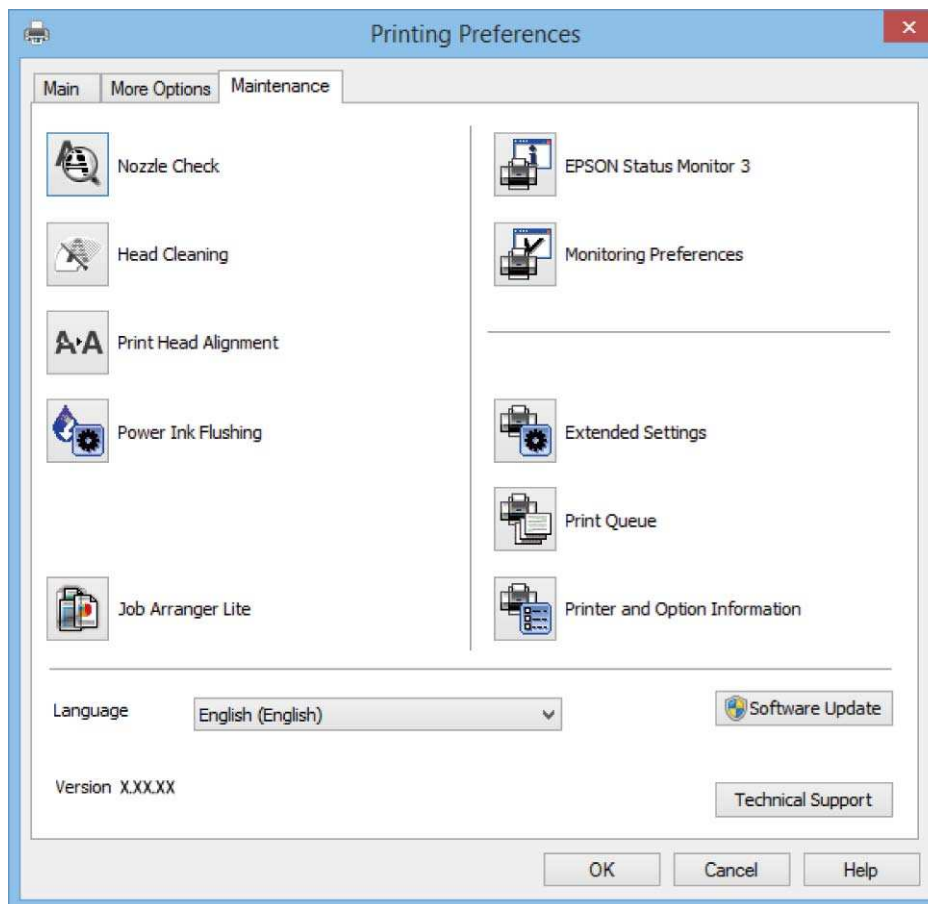 Printing Preferences
Main
More Options
Maintenance
Nozzle Check
Head Cleaning
Print Head Alignment
Power Ink Flushing
Job Arranger Lite
EPSON Status Monitor 3
Monitoring Preferences
Extended Settings
Print Queue
Printer and Option Information
Language
English (English)
Software Update
Version X.XX.XX
Technical Support
OK
Cancel
Help